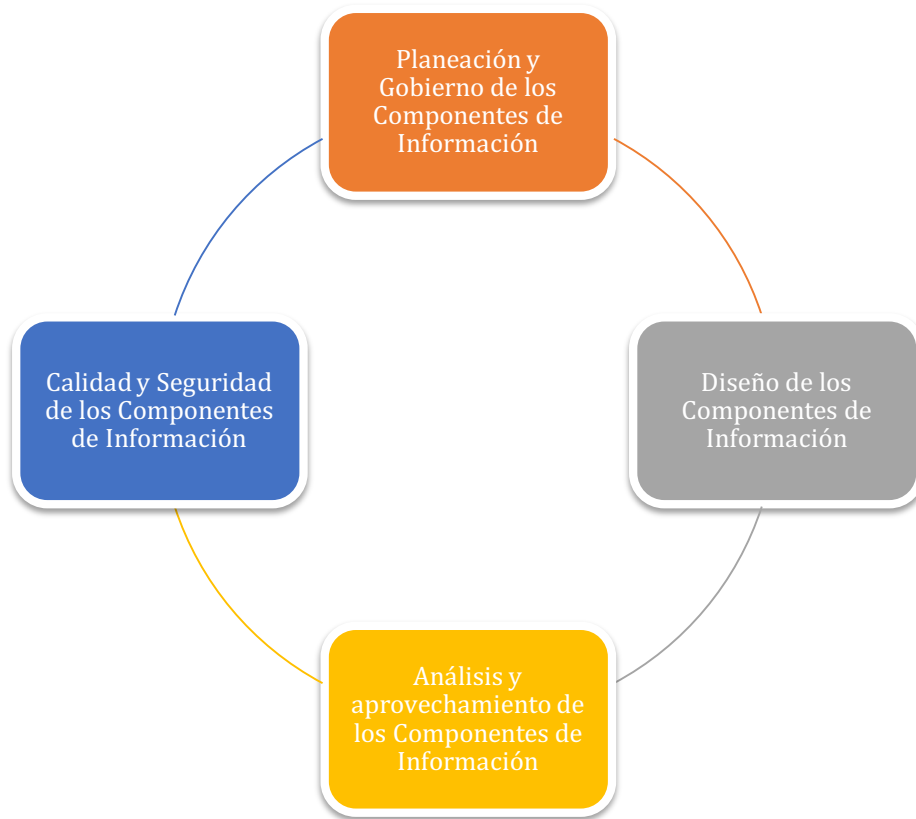 Planeación y
Gobierno de los
Componentes de
Información
Calidad y Seguridad
de los Componentes
de Información
Diseño de los
Componentes de
Información
Análisis y
aprovechamiento de
los Componentes de
Información